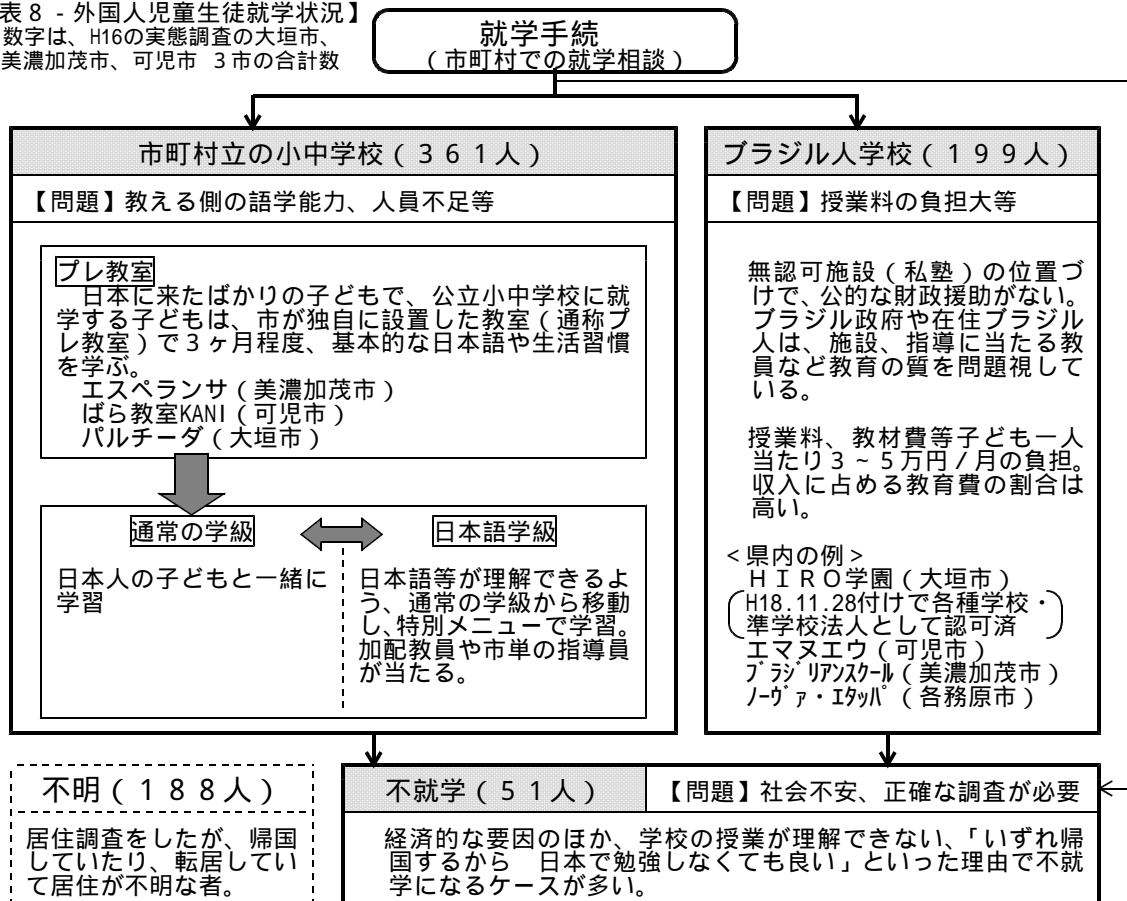 表８-外国人児童生徒就学状況】
数字は、H16の実態調査の大垣市、
美濃加茂市、可児市 ３市の合計数
就学手続
（市町村での就学相談）
市町村立の小中学校（３６１人）
【問題】教える側の語学能力、人員不足等
プレ教室
日本に来たばかりの子どもで、公立小中学校に就
学する子どもは、市が独自に設置した教室（通称プ
レ教室）で３ヶ月程度、基本的な日本語や生活習慣
を学ぶ。
エスペランサ（美濃加茂市）
ばら教室KANI（可児市）
パルチーダ（大垣市）
通常の学級
日本人の子どもと一緒に
学習
日本語学級
日本語等が理解できるよ
う、通常の学級から移動
し、特別メニューで学習。
加配教員や市単の指導員
が当たる。
ブラジル人学校（１９９人）
【問題】授業料の負担大等
無認可施設（私塾）の位置づ
けで、公的な財政援助がない。
ブラジル政府や在住ブラジル
人は、施設、指導に当たる教
員など教育の質を問題視して
いる。
授業料、教材費等子ども一人
当たり３~５万円/月の負担。
収入に占める教育費の割合は
高い。
<県内の例>
ＨＩＲＯ学園（大垣市）
H18.11.28付けで各種学校・
準学校法人として認可済
エマヌエウ（可児市）
ﾌﾞﾗｼﾞﾘｱﾝｽｸｰﾙ（美濃加茂市）
ﾉｰｳﾞｧ・ｴﾀｯﾊﾟ（各務原市）
不明（１８８人）
居住調査をしたが、帰国
していたり、転居してい
て居住が不明な者。
不就学（５１人）
【問題】社会不安、正確な調査が必要
経済的な要因のほか、学校の授業が理解できない、「いずれ帰
国するから 日本で勉強しなくても良い」といった理由で不就
学になるケースが多い。